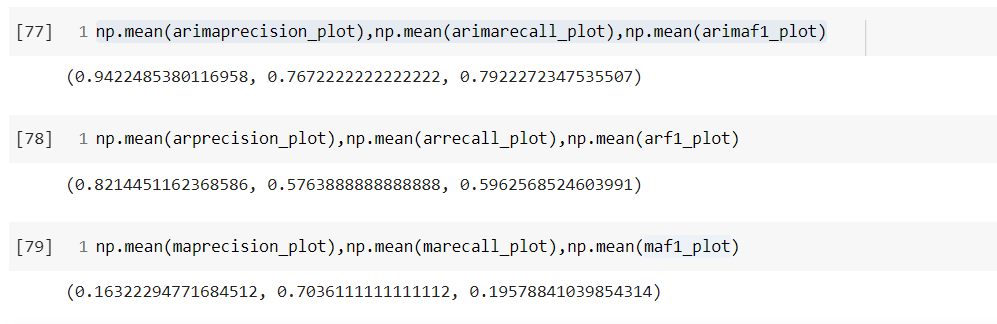 [77] 1 np.mean(arimaprecision_plot),np.mean(arimarecall_plot),np.mean(arimaf1_plot)
(0.9422485380116958, 0.7672222222222222, 0.7922272347535507)
[78] 1 np.mean(arprecision_plot),np.mean(arrecall_plot),np.mean(arf1_plot)
(0.8214451162368586, 0.5763888888888888, 0.5962568524603991)
[79] 1 np.mean(maprecision_plot),np.mean(marecall_plot),np.mean(maf1_plot)
(0.16322294771684512, 0.7036111111111112, 0.19578841039854314)